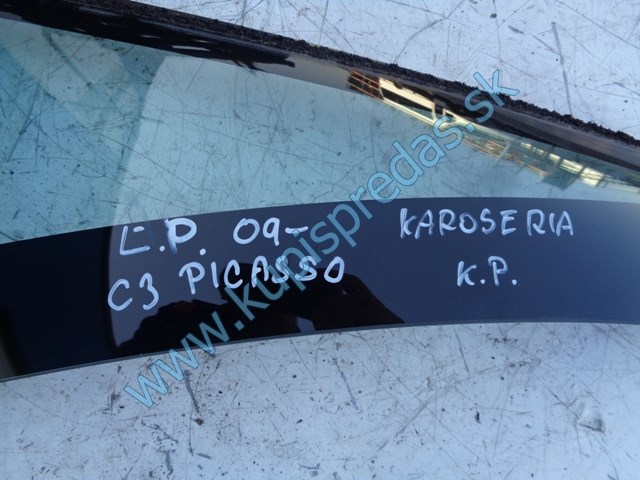 L.P. 09- KAROSERIA
C3 PICASSO K.P.
www.kupispredas.sk